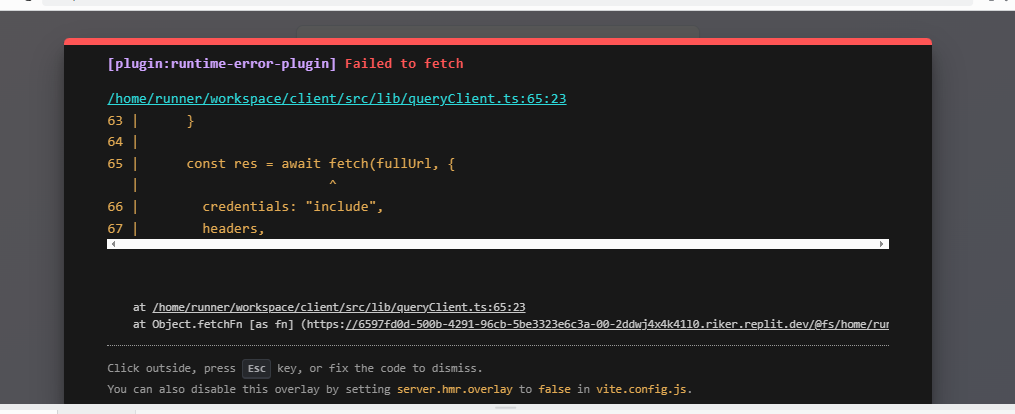 [plugin:runtime-error-plugin] Failed to fetch
/home/runner/workspace/client/src/lib/queryClient.ts:65:23
63 |      }
64 |
65 |      const res = await fetch(fullUrl, {
   |                        ^
66 |        credentials: "include",
67 |        headers,
at /home/runner/workspace/client/src/lib/queryClient.ts:65:23
at Object.fetchFn [as fn] (https://6597fd0d-500b-4291-96cb-5be3323e6c3a-00-2ddwj4x4k41l0.riker.replit.dev/@fs/home/rur
Click outside, press Esc key, or fix the code to dismiss.
You can also disable this overlay by setting server.hmr.overlay to false in vite.config.js.